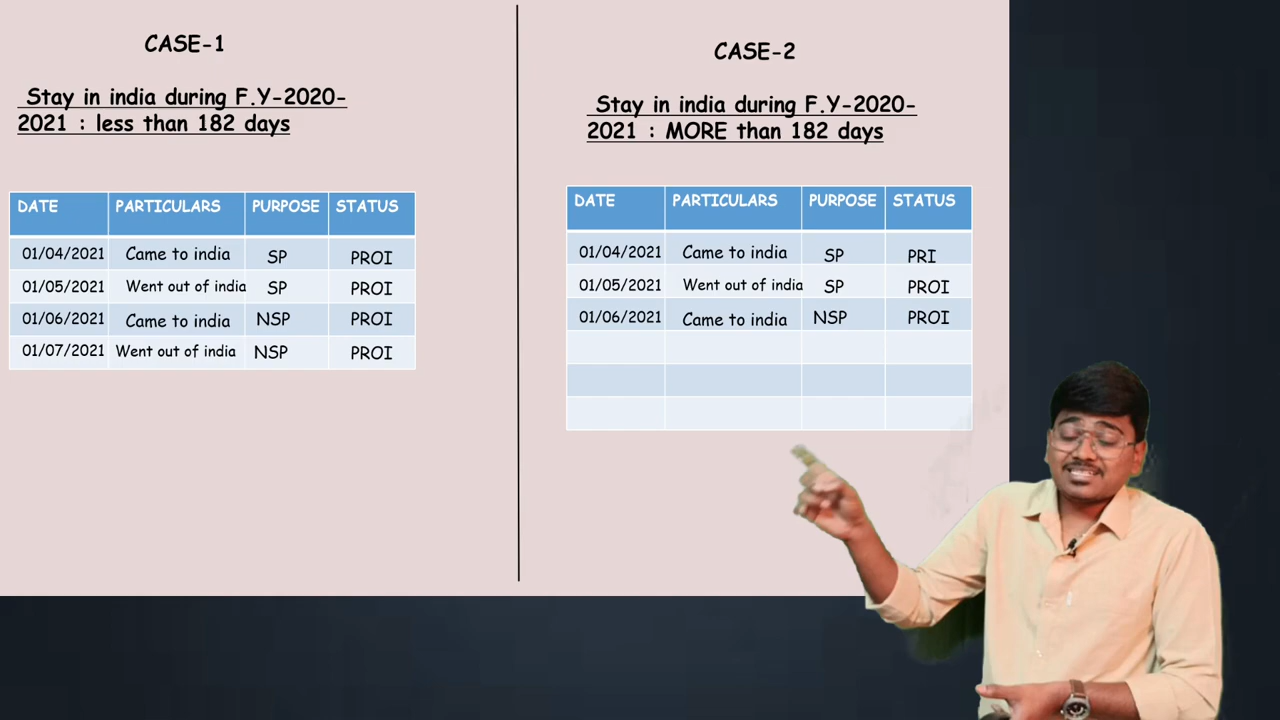 CASE-1
Stay in india during F.Y-2020-
2021 : less than 182 days
DATE PARTICULARS PURPOSE STATUS
01/04/2021 Came to india SP PROI
01/05/2021 Went out of india SP PROI
01/06/2021 Came to india NSP PROI
01/07/2021 Went out of india NSP PROI
CASE-2
Stay in india during F.Y-2020-
2021 : MORE than 182 days
DATE PARTICULARS PURPOSE STATUS
01/04/2021 Came to india SP PRI
01/05/2021 Went out of india SP PROI
01/06/2021 Came to india NSP PROI